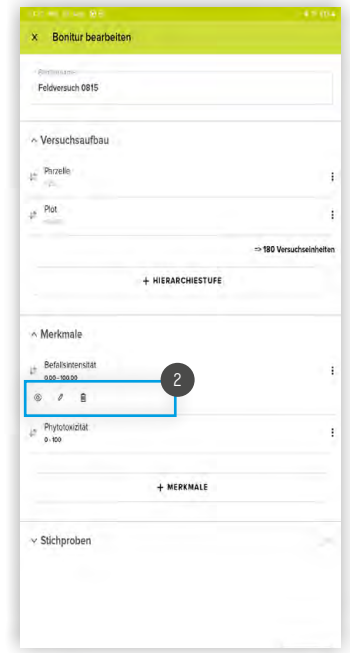 × Bonitur bearbeiten
Feldversuch 0815
Versuchsaufbau
Parzelle
Plot
=> 180 Versuchseinheiten
+ HIERARCHIESTUFE
Merkmale
Befallsintensität
0.00 - 100.00
2
Phytotoxizität
0 - 100
+ MERKMALE
Stichproben